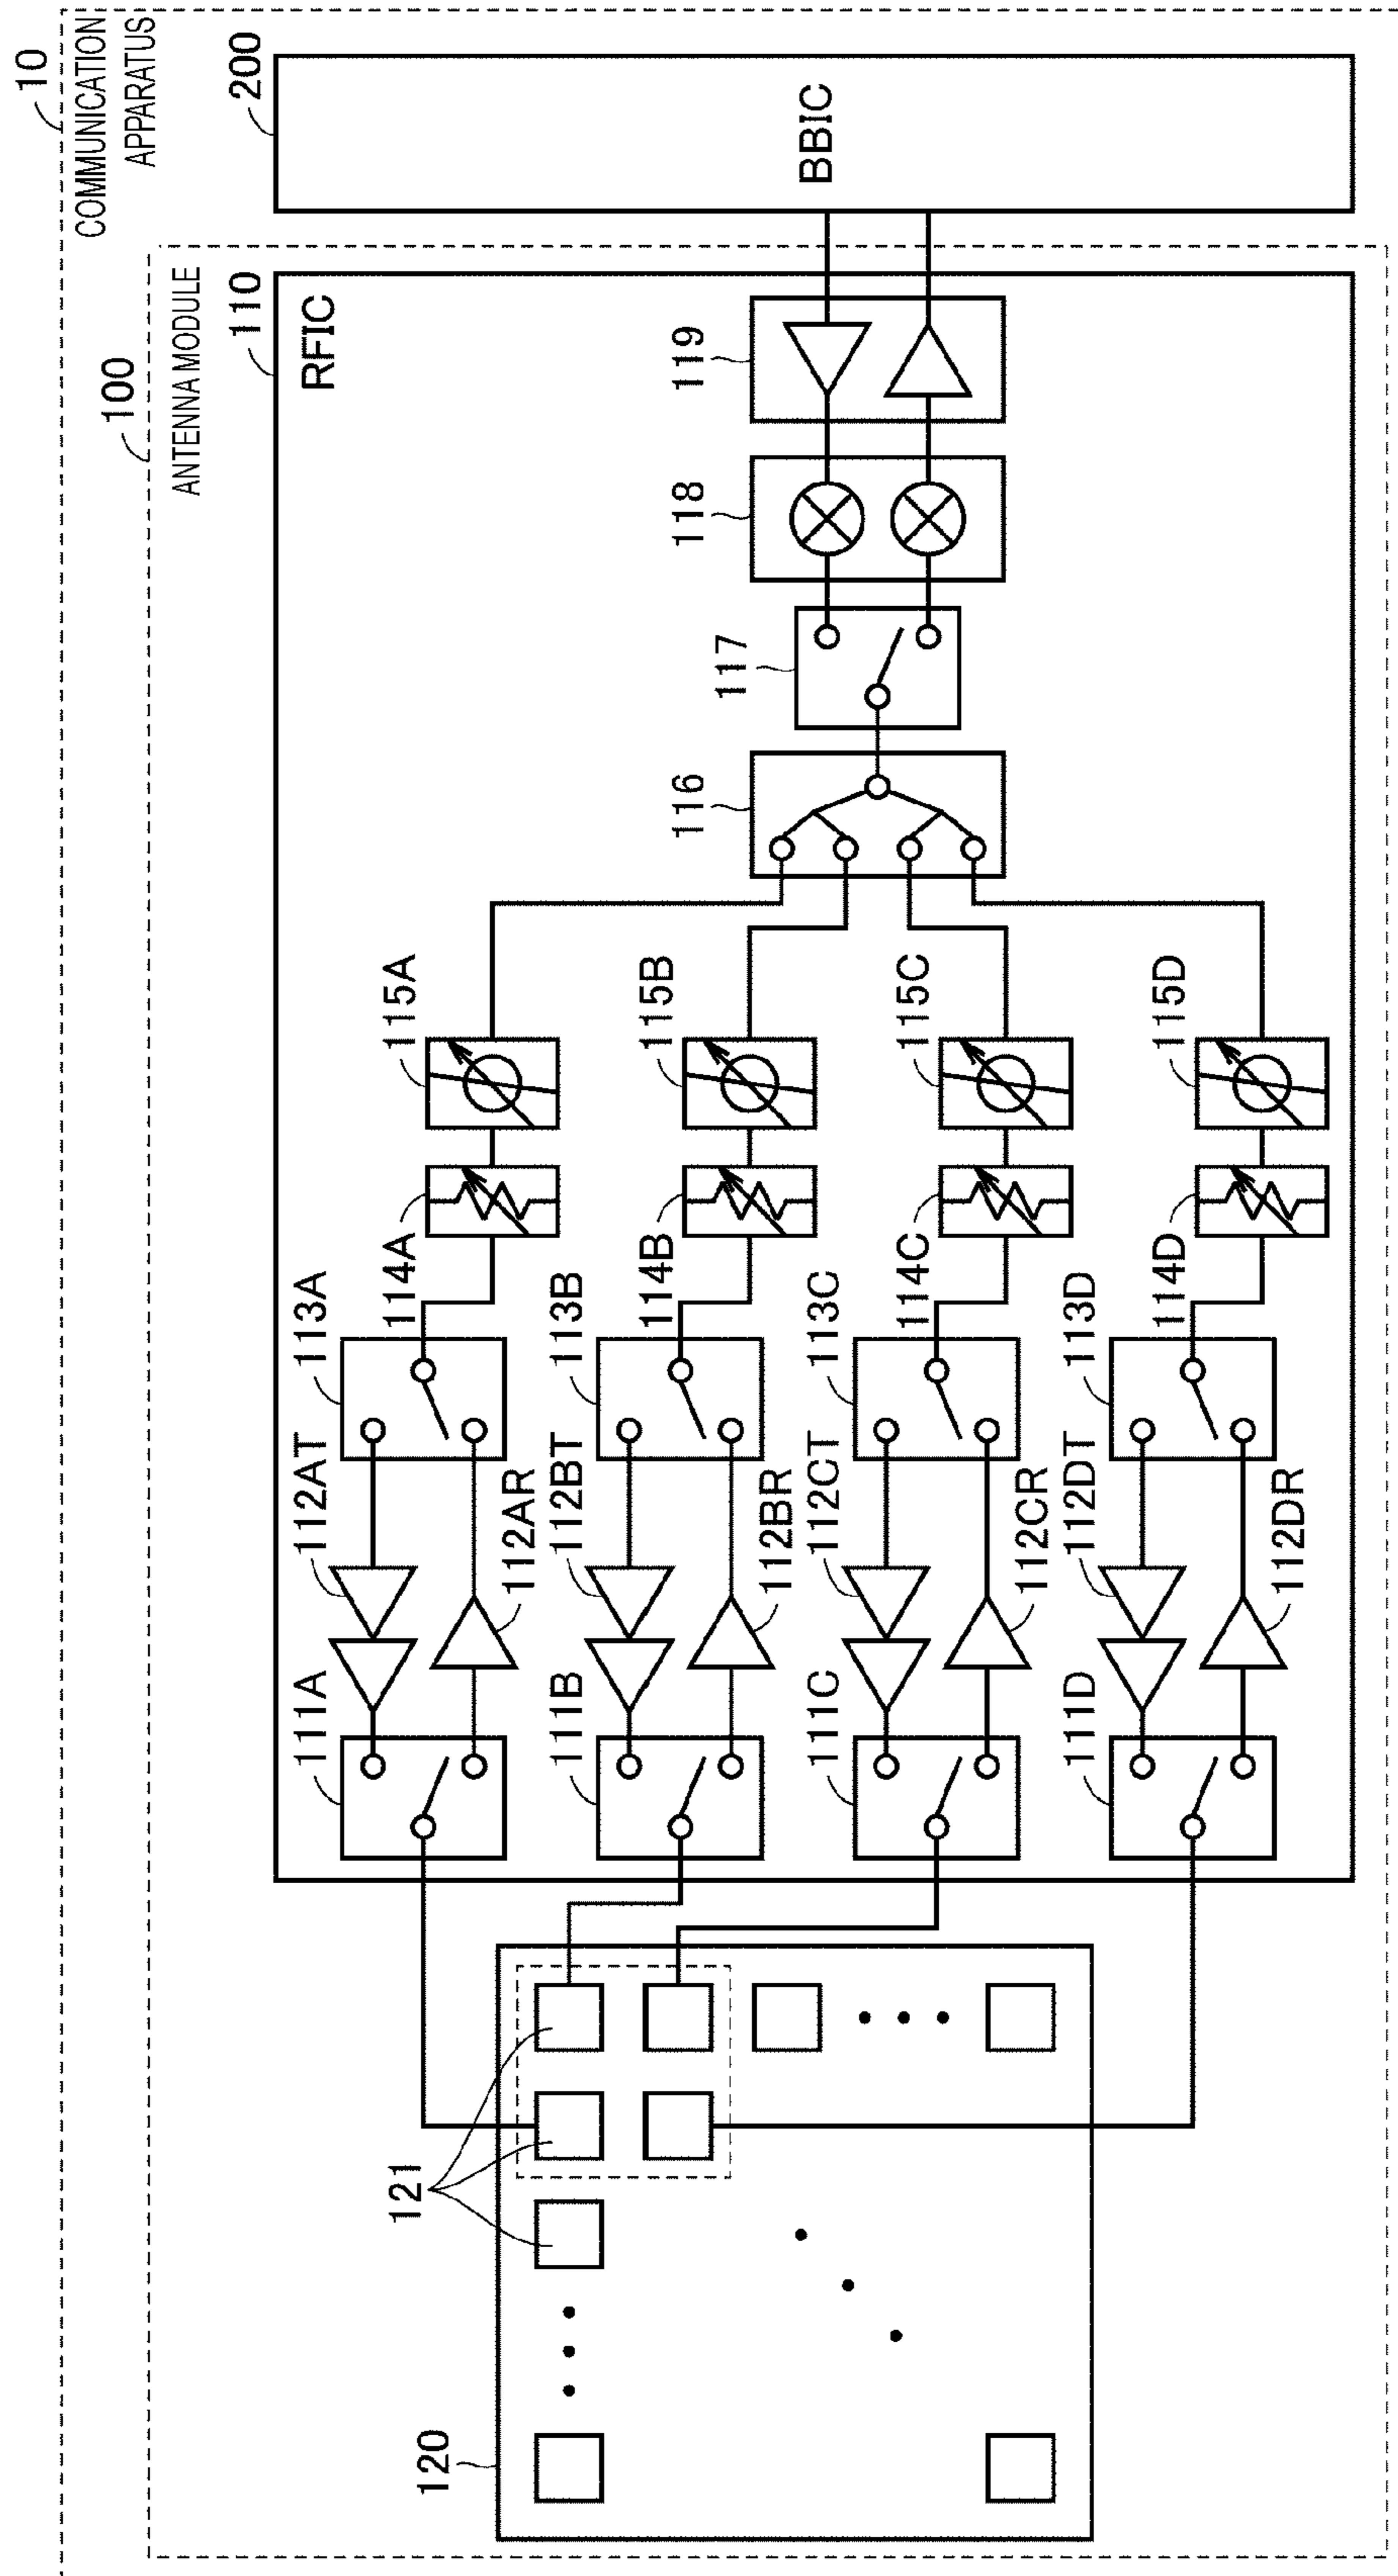 10
COMMUNICATION
APPARATUS
100
ANTENNA MODULE
200
BBIC
110
RFIC
119
118
117
116
115A
115B
115C
115D
114A
114B
114C
114D
113A
113B
113C
113D
112AT
112BT
112CT
112DT
112AR
112BR
112CR
112DR
111A
111B
111C
111D
121
120